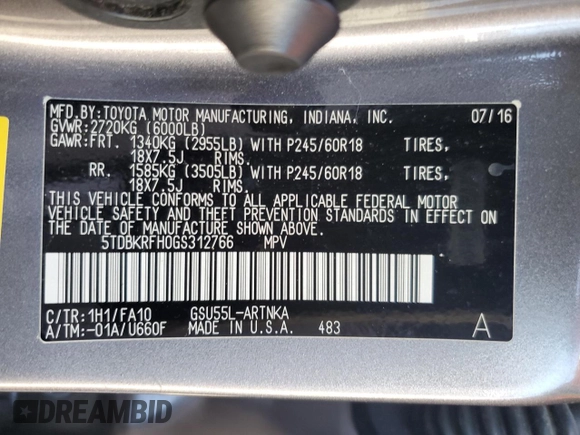 MFD.BY:TOYOTA MOTOR MANUFACTURING, INDIANA, INC. 07/16
GVWR:2720KG (6000LB)
GAWR:FRT. 1340KG (2955LB) WITH P245/60R18 TIRES,
18X7.5J RIMS.
RR. 1585KG (3505LB) WITH P245/60R18 TIRES,
18X7.5J RIMS.
THIS VEHICLE CONFORMS TO ALL APPLICABLE FEDERAL MOTOR
VEHICLE SAFETY AND THEFT PREVENTION STANDARDS IN EFFECT ON
THE DATE OF MANUFACTURE SHOWN ABOVE.
5TDBKRFH0GS312766 MPV
C/TR:1H1/FA10 GSU55L-ARTNKA
A/TM:-01A/U660F MADE IN U.S.A. 483 A
DREAMBID